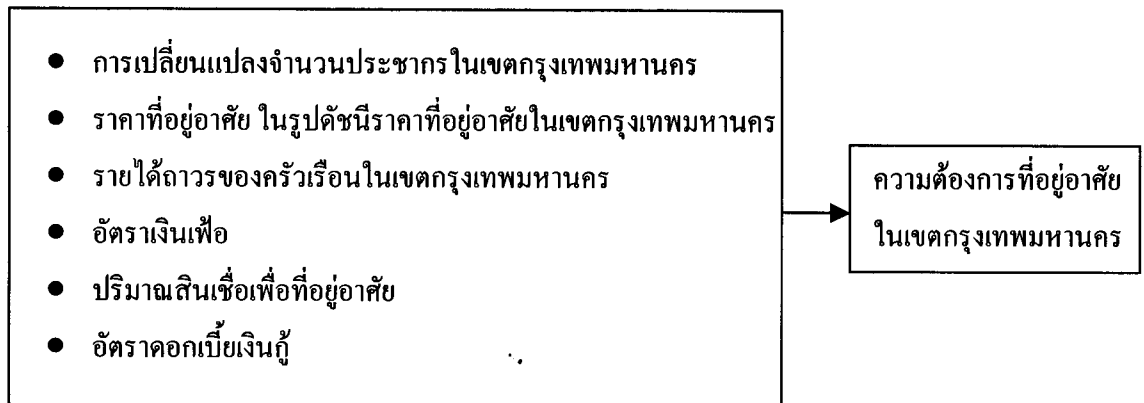 ● การเปลี่ยนแปลงจำนวนประชากรในเขตกรุงเทพมหานคร
● ราคาที่อยู่อาศัย ในรูปดัชนีราคาที่อยู่อาศัยในเขตกรุงเทพมหานคร
● รายได้ถาวรของครัวเรือนในเขตกรุงเทพมหานคร
● อัตราเงินเฟ้อ
● ปริมาณสินเชื่อเพื่อที่อยู่อาศัย
● อัตราดอกเบี้ยเงินกู้
ความต้องการที่อยู่อาศัย
ในเขตกรุงเทพมหานคร